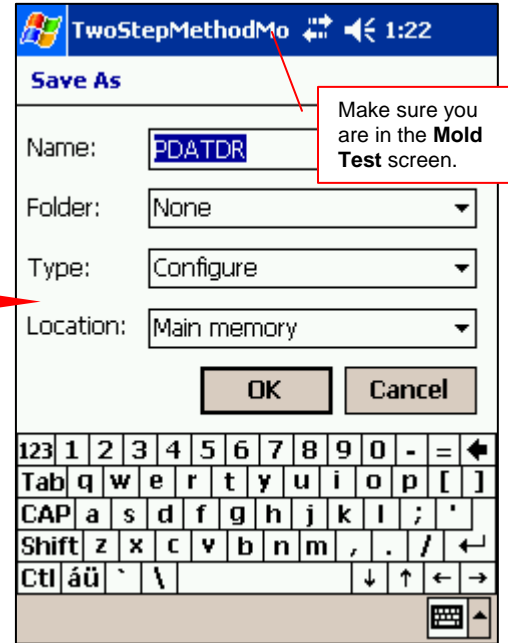 TwoStepMethodMo 1:22
Save As
Make sure you
are in the Mold
Test screen.
Name: PDATDR
Folder: None
Type: Configure
Location: Main memory
OK Cancel
123 1 2 3 4 5 6 7 8 9 0 - =
Tab q w e r t y u i o p [ ]
CAP a s d f g h j k l ; '
Shift z x c v b n m , . /
Ctl áü ` \